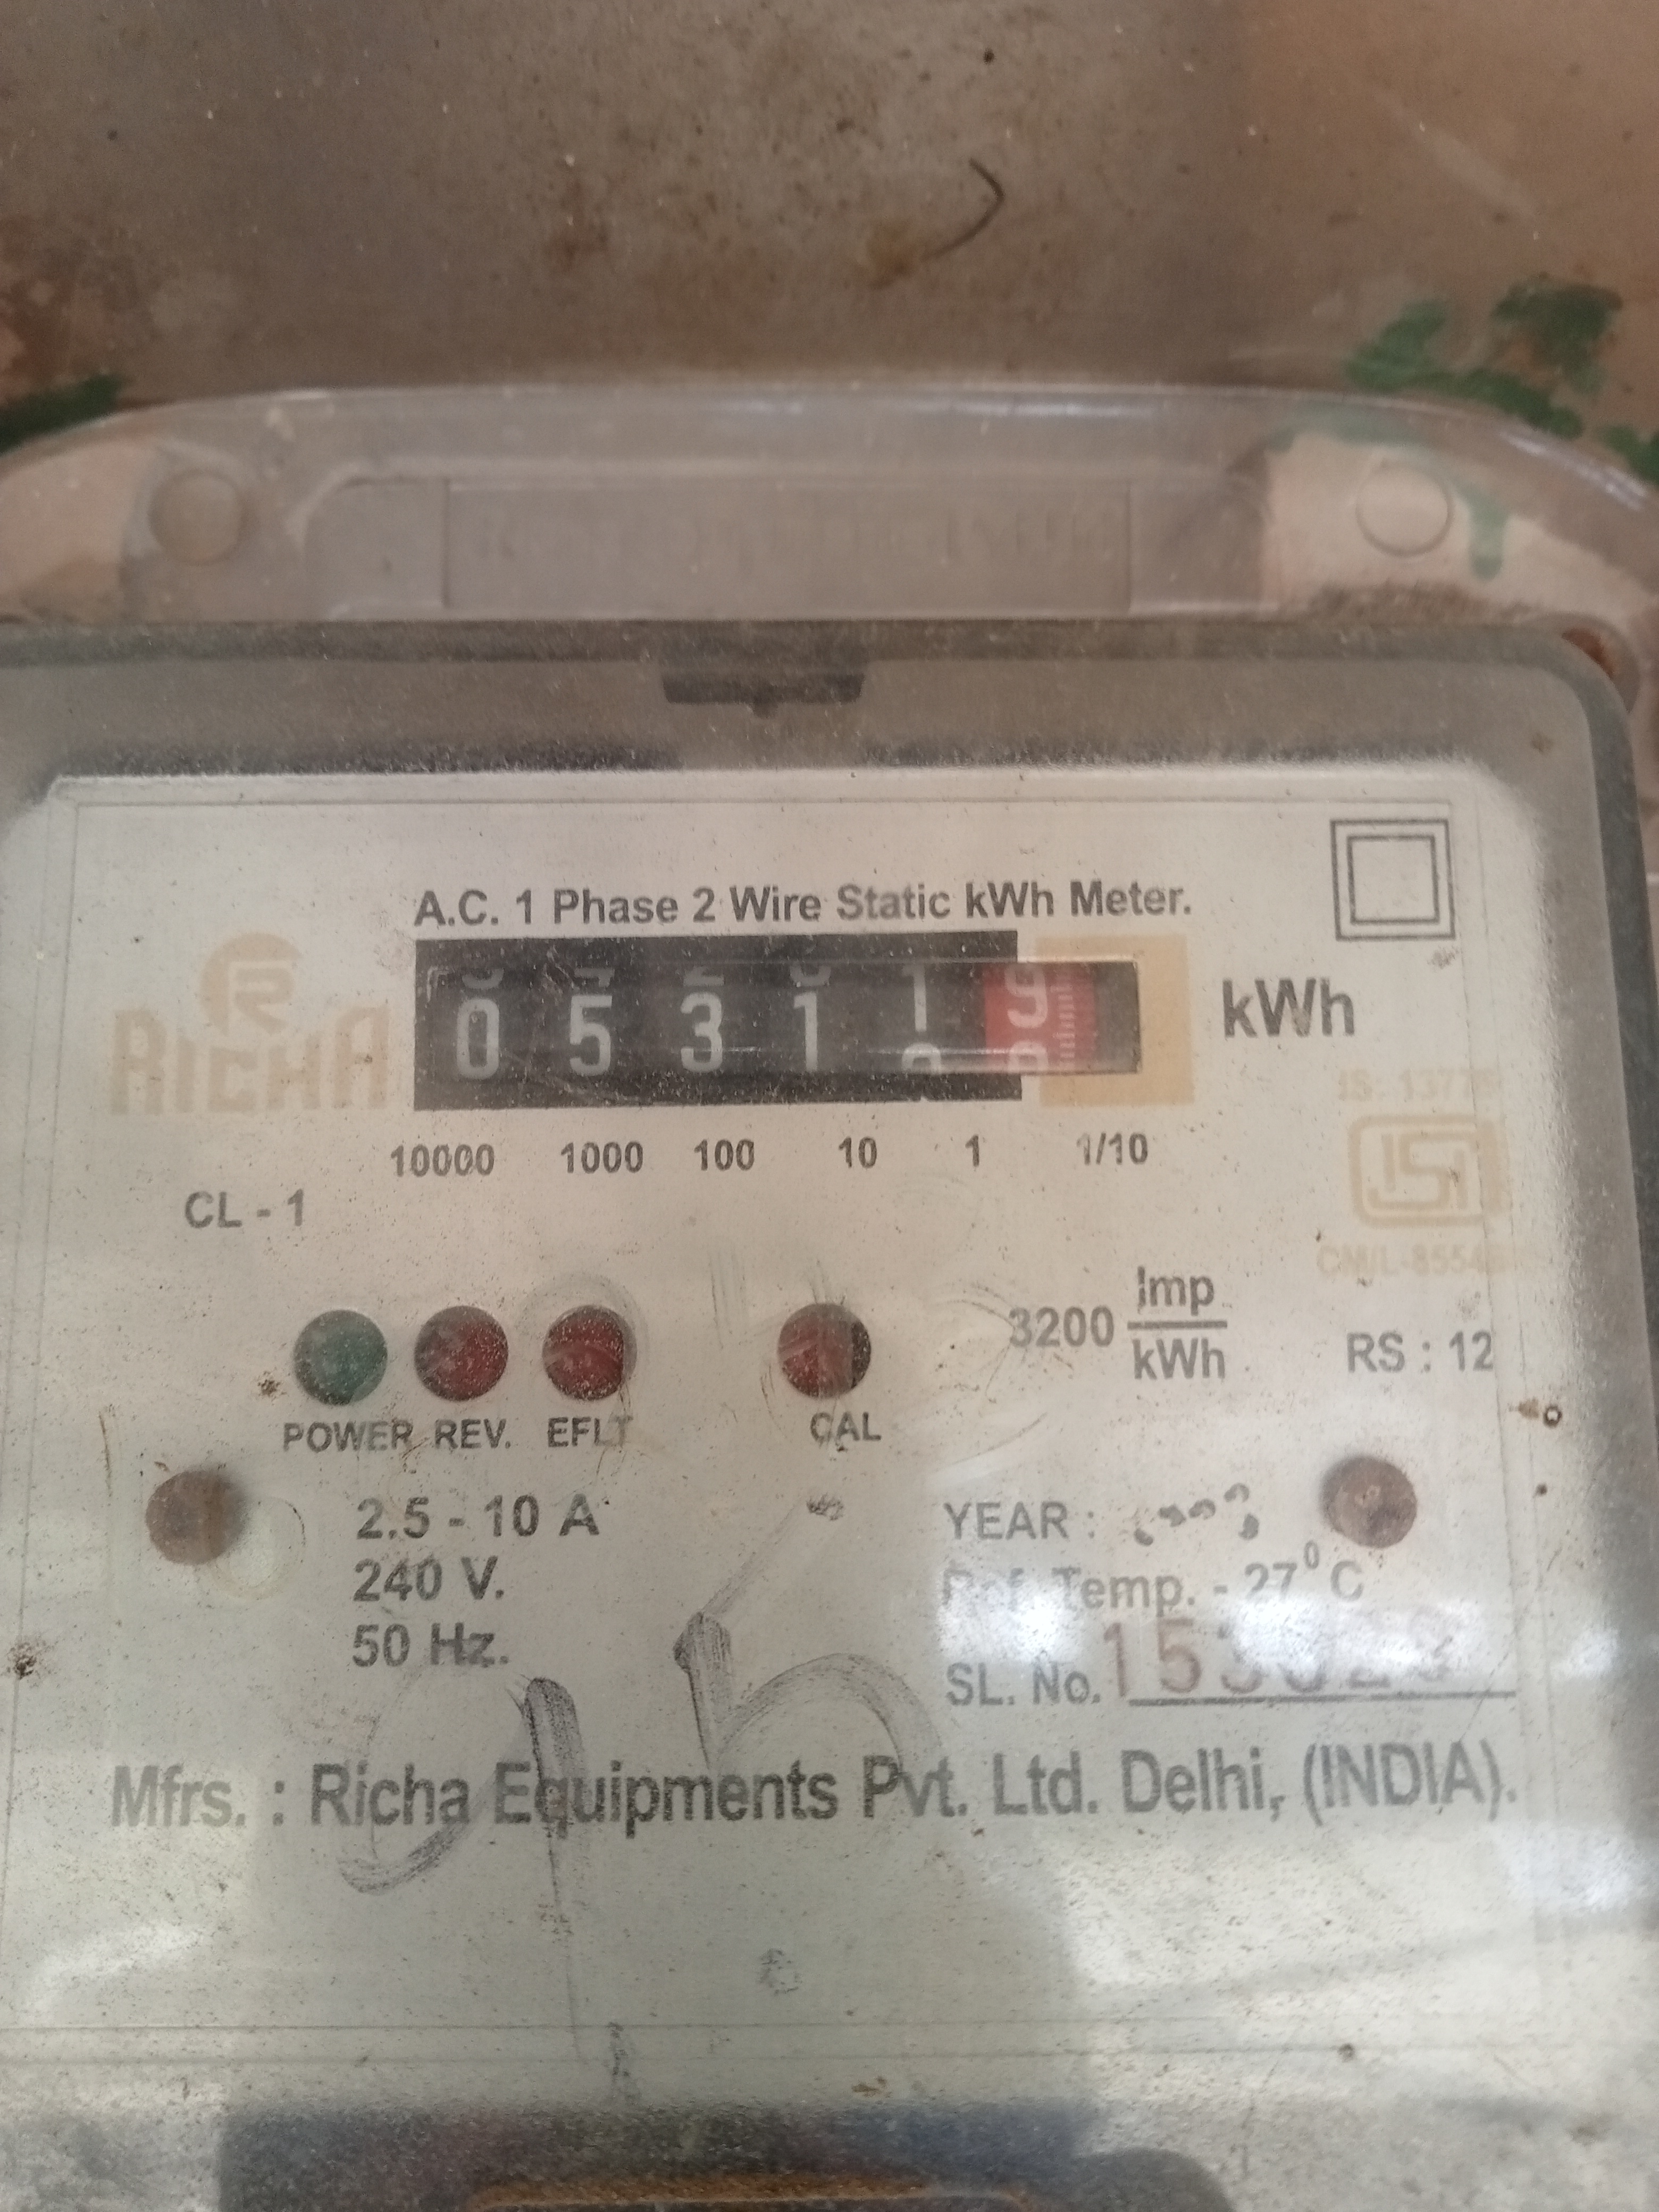 A.C. 1 Phase 2 Wire Static kWh Meter.
RICHA
0 5 3 1 1 9
kWh
10000 1000 100 10 1 1/10
CL - 1
ISI
3200 Imp
kWh
RS : 12
POWER REV. EFLT CAL
2.5 - 10 A
240 V.
50 Hz.
YEAR :
Ref. Temp. - 27⁰C
SL. No.
Mfrs. : Richa Equipments Pvt. Ltd. Delhi, (INDIA).